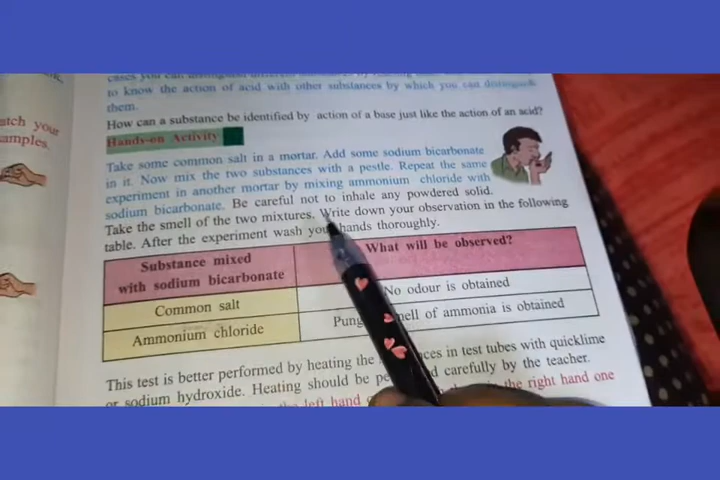 to know the action of acid with other substances by which you can distinguish
them.
How can a substance be identified by action of a base just like the action of an acid?
Hands-on Activity
Take some common salt in a mortar. Add some sodium bicarbonate
in it. Now mix the two substances with a pestle. Repeat the same
experiment in another mortar by mixing ammonium chloride with
sodium bicarbonate. Be careful not to inhale any powdered solid.
Take the smell of the two mixtures. Write down your observation in the following
table. After the experiment wash your hands thoroughly.
Substance mixed
with sodium bicarbonate
What will be observed?
Common salt
No odour is obtained
Ammonium chloride
smell of ammonia is obtained
This test is better performed by heating the in test tubes with quicklime
or sodium hydroxide. Heating should be carefully by the teacher.
left hand the right hand one
atch your
amples.